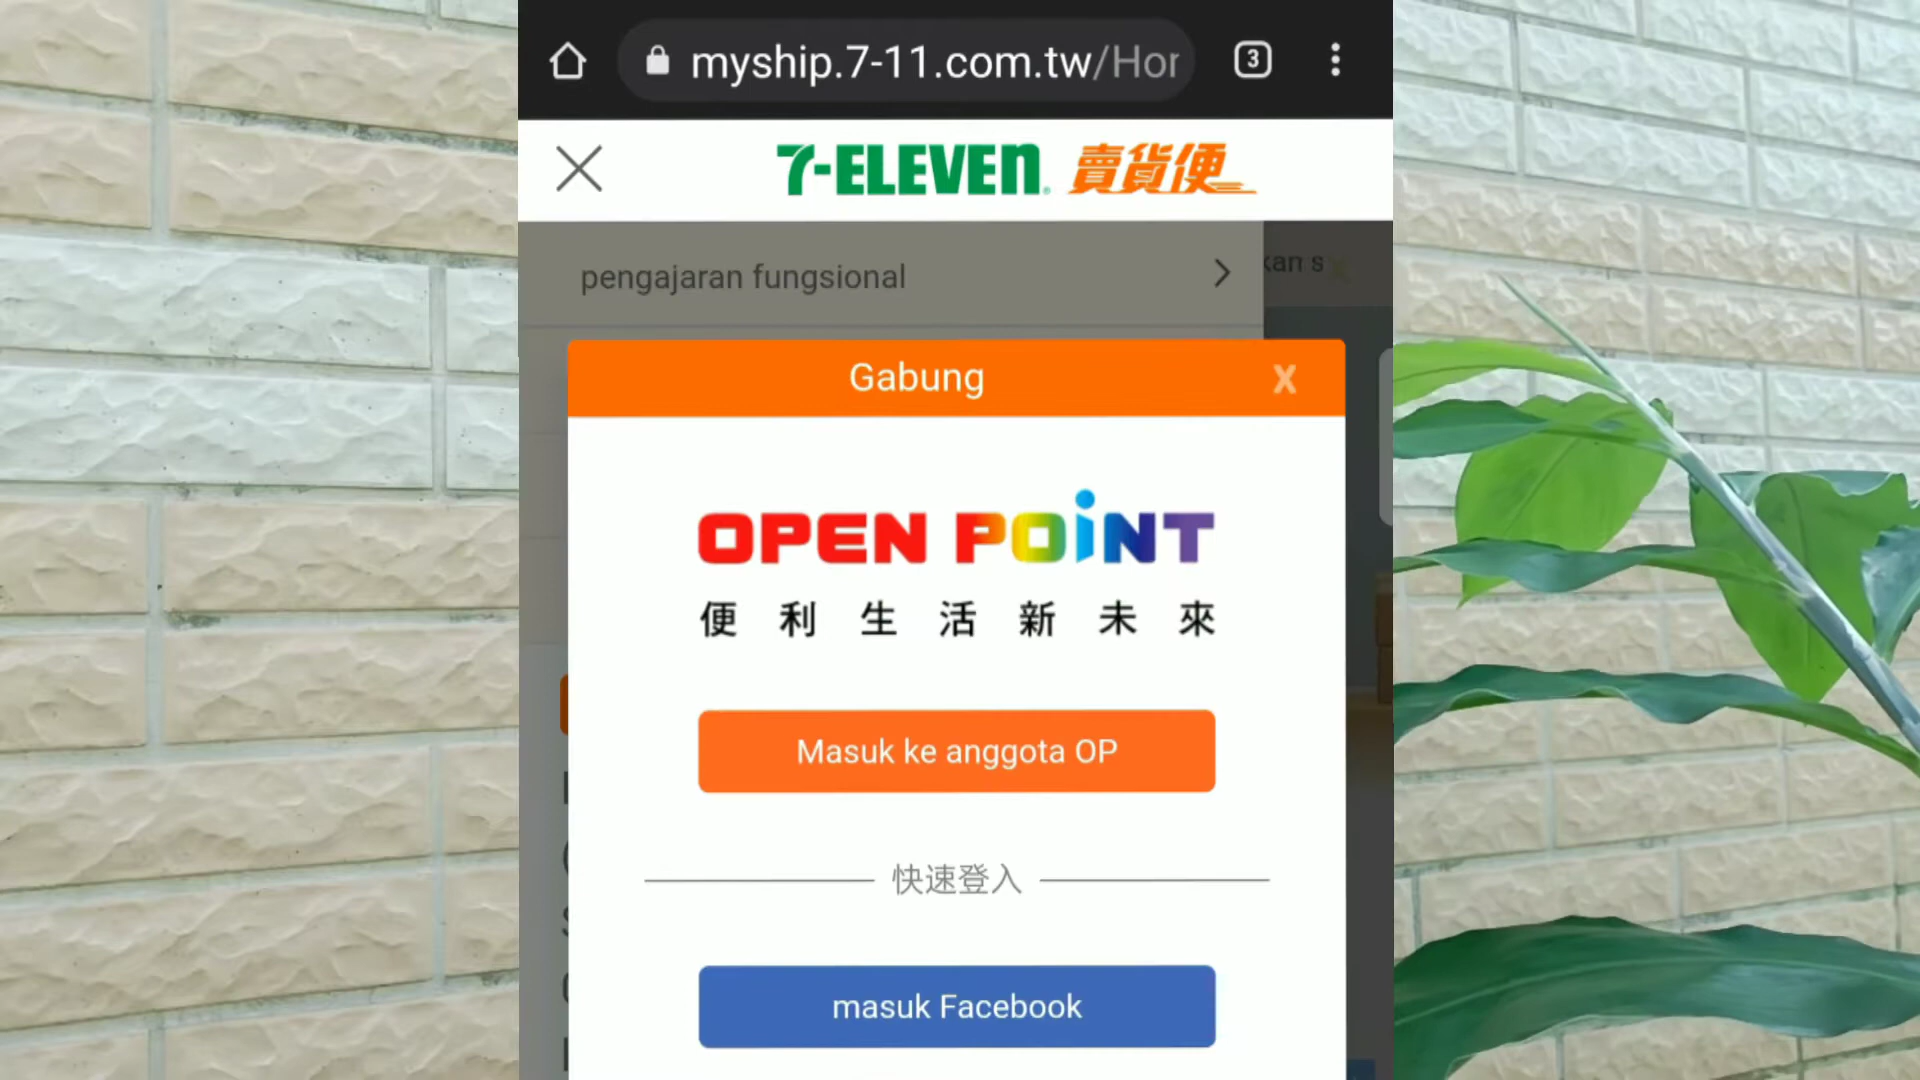 myship.7-11.com.tw/Hor
3
7-ELEVEN 賣貨便
pengajaran fungsional
kan s
Gabung
X
OPEN POiNT
便利生活新未來
Masuk ke anggota OP
快速登入
masuk Facebook